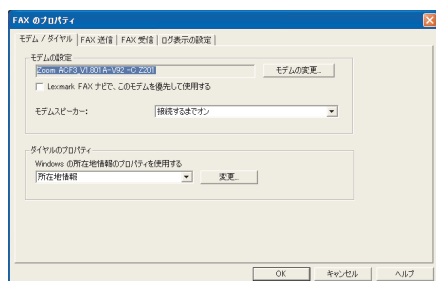 FAX のプロパティ
モデム / ダイヤル FAX 送信 FAX 受信 ログ表示の設定
モデムの設定
Zoom ACF3_V1.801A-V92 -C Z201 モデムの変更...
Lexmark FAX ナビで、このモデムを優先して使用する
モデムスピーカー: 接続するまでオン
ダイヤルのプロパティ
Windows の所在地情報のプロパティを使用する
所在地情報 変更...
OK キャンセル ヘルプ